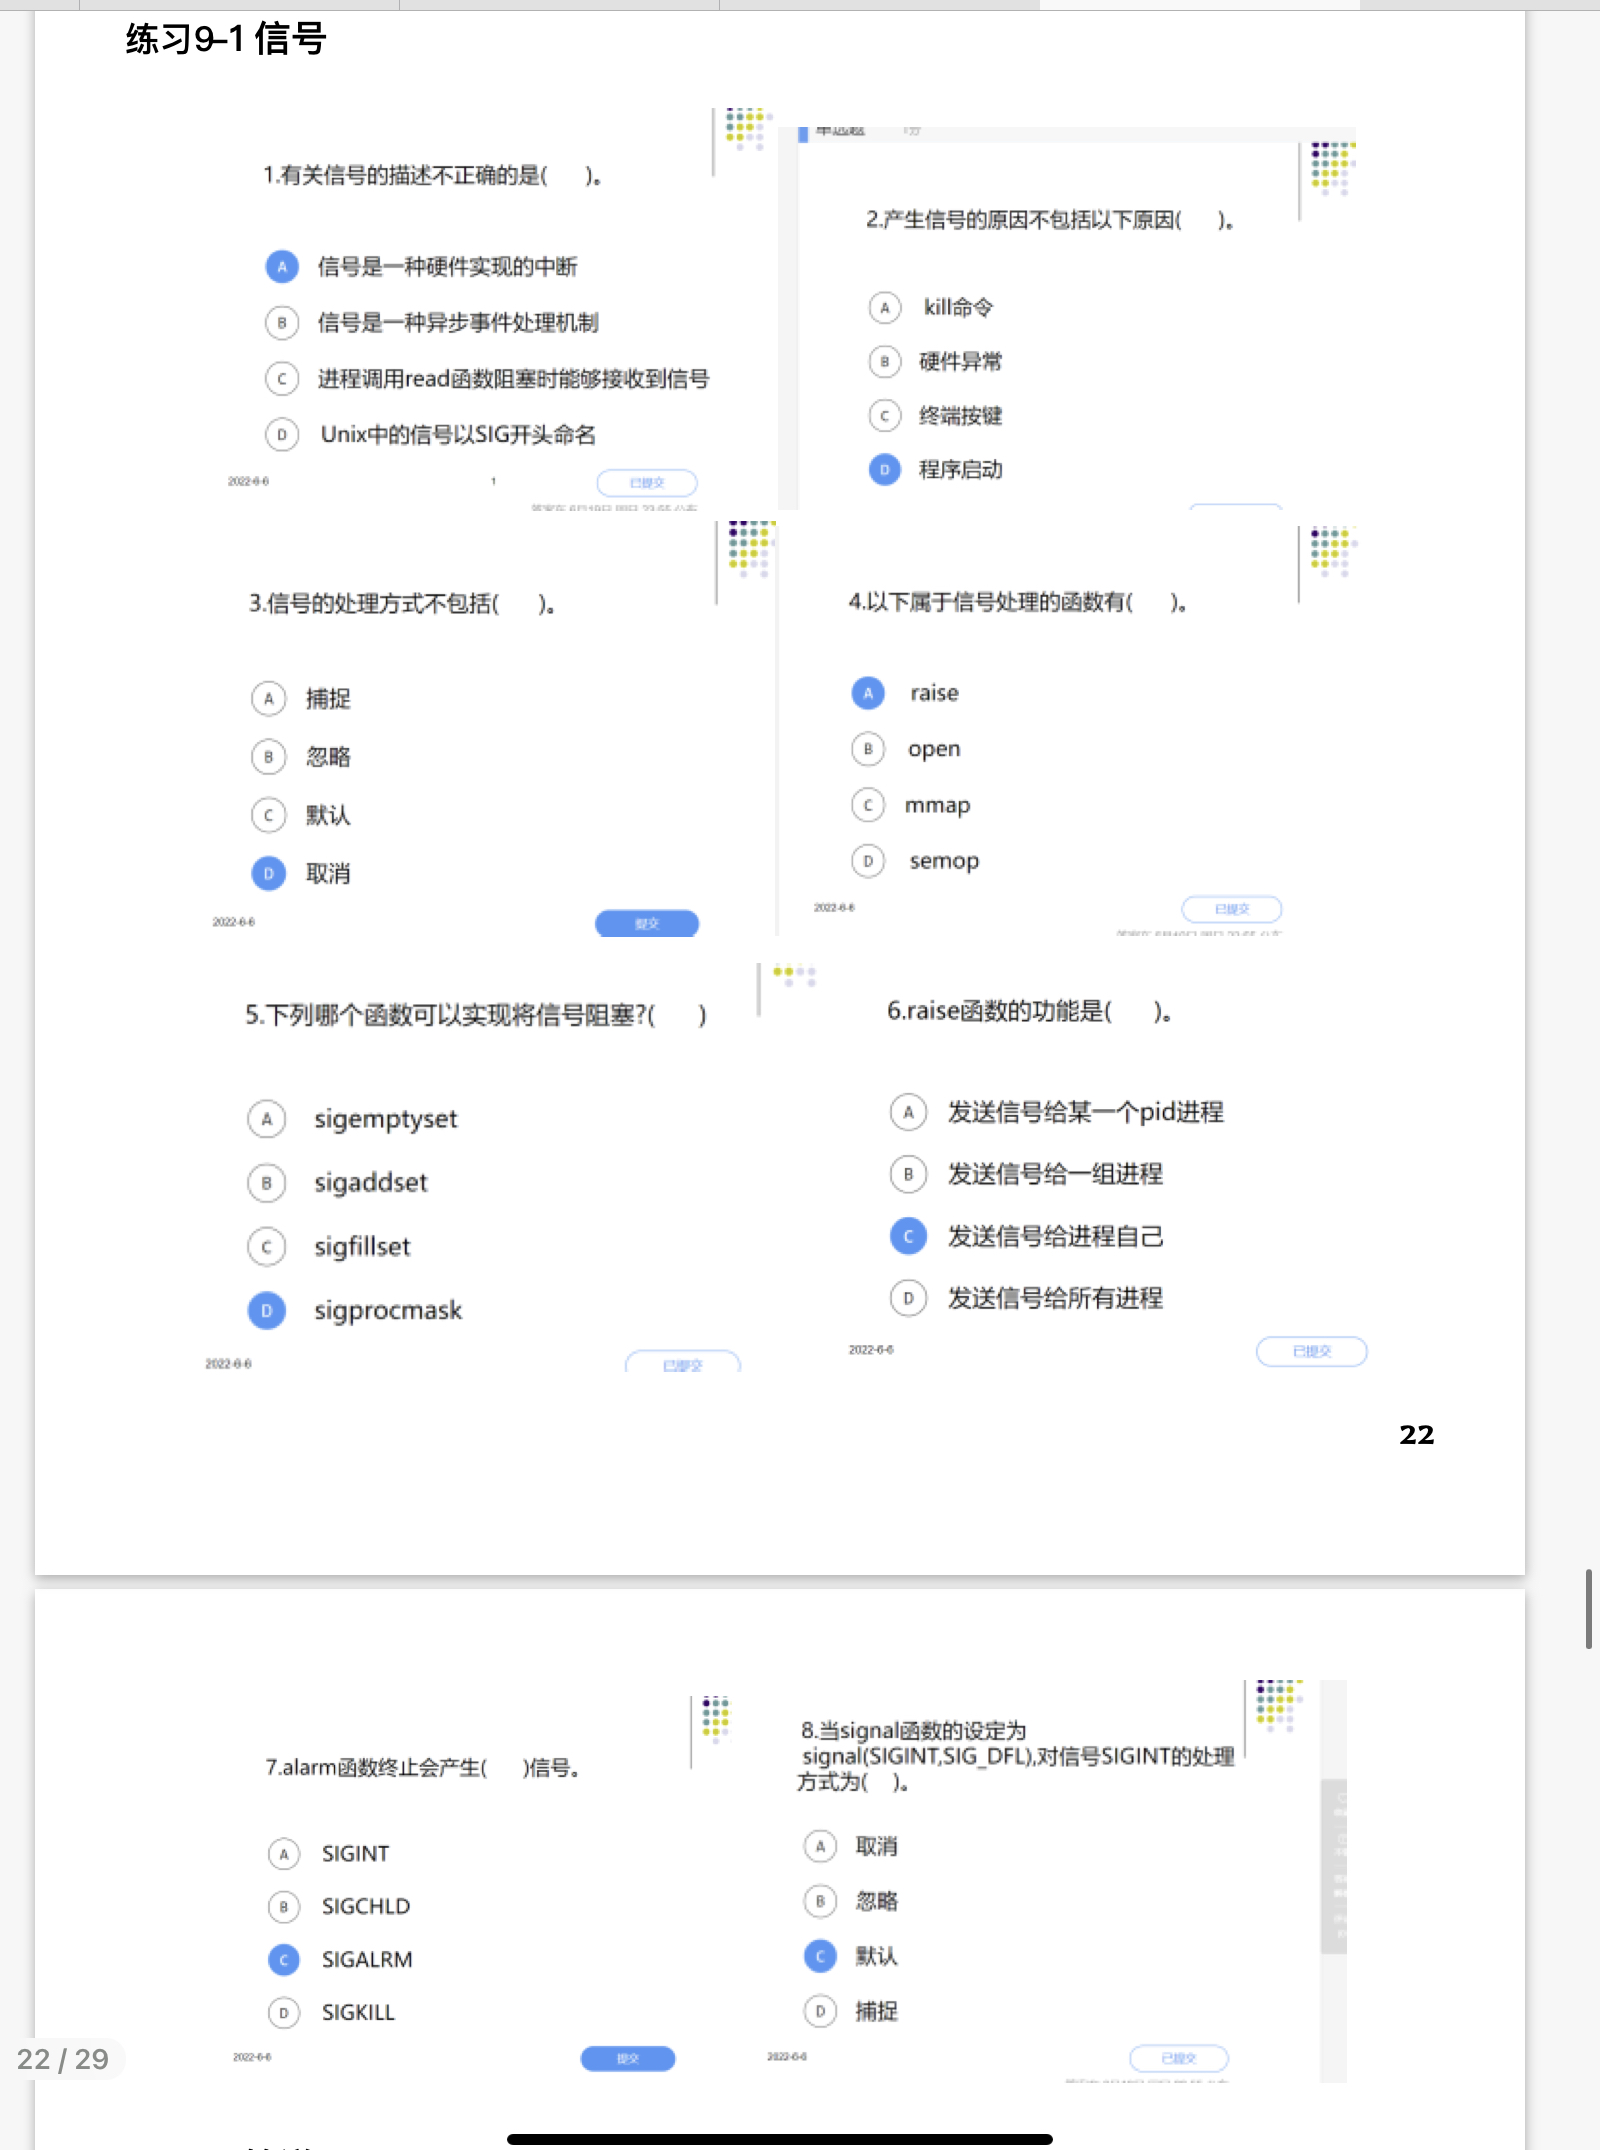 练习9-1 信号
1.有关信号的描述不正确的是(    )。
A 信号是一种硬件实现的中断
B 信号是一种异步事件处理机制
C 进程调用read函数阻塞时能够接收到信号
D Unix中的信号以SIG开头命名
2022-6-6
1
已提交
单选题
1分
2.产生信号的原因不包括以下原因(    )。
A kill命令
B 硬件异常
C 终端按键
D 程序启动
3.信号的处理方式不包括(    )。
A 捕捉
B 忽略
C 默认
D 取消
2022-6-6
提交
4.以下属于信号处理的函数有(    )。
A raise
B open
C mmap
D semop
2022-6-6
已提交
5.下列哪个函数可以实现将信号阻塞?(    )
A sigemptyset
B sigaddset
C sigfillset
D sigprocmask
2022-6-6
已提交
6.raise函数的功能是(    )。
A 发送信号给某一个pid进程
B 发送信号给一组进程
C 发送信号给进程自己
D 发送信号给所有进程
2022-6-6
已提交
22
7.alarm函数终止会产生(    )信号。
A SIGINT
B SIGCHLD
C SIGALRM
D SIGKILL
2022-6-6
提交
8.当signal函数的设定为
signal(SIGINT,SIG_DFL),对信号SIGINT的处理
方式为(    )。
A 取消
B 忽略
C 默认
D 捕捉
2022-6-6
已提交
22 / 29